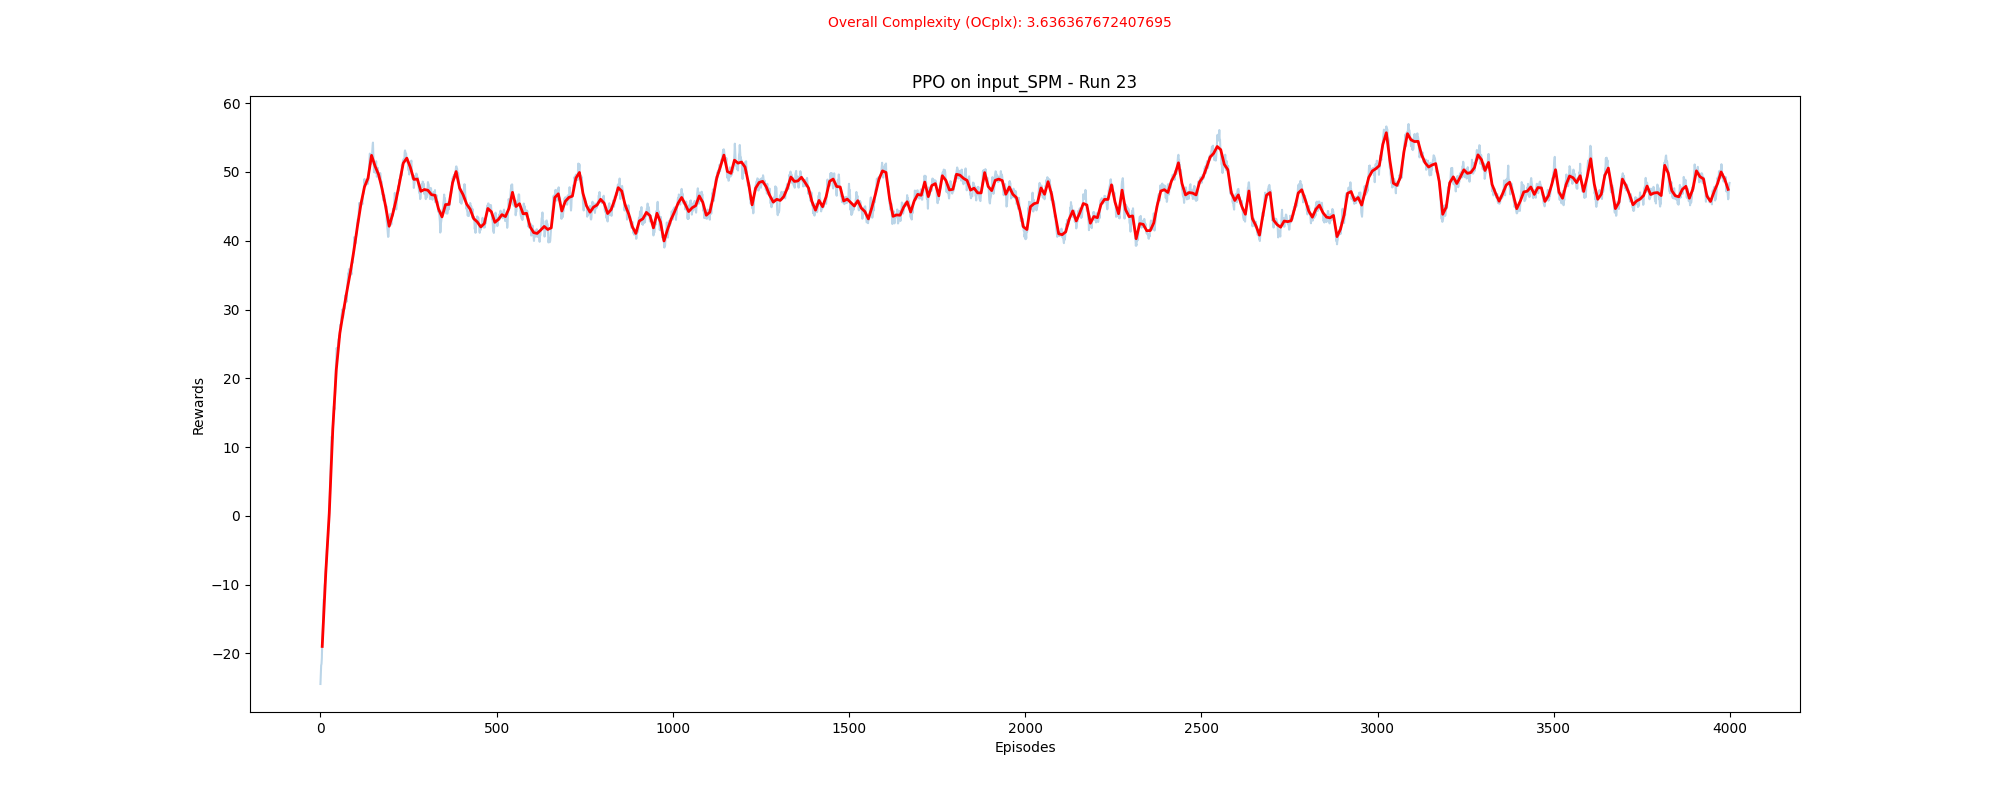 Overall Complexity (OCplx): 3.636367672407695
PPO on input_SPM - Run 23
60
50
40
30
20
10
0
−10
−20
Rewards
0 500 1000 1500 2000 2500 3000 3500 4000
Episodes